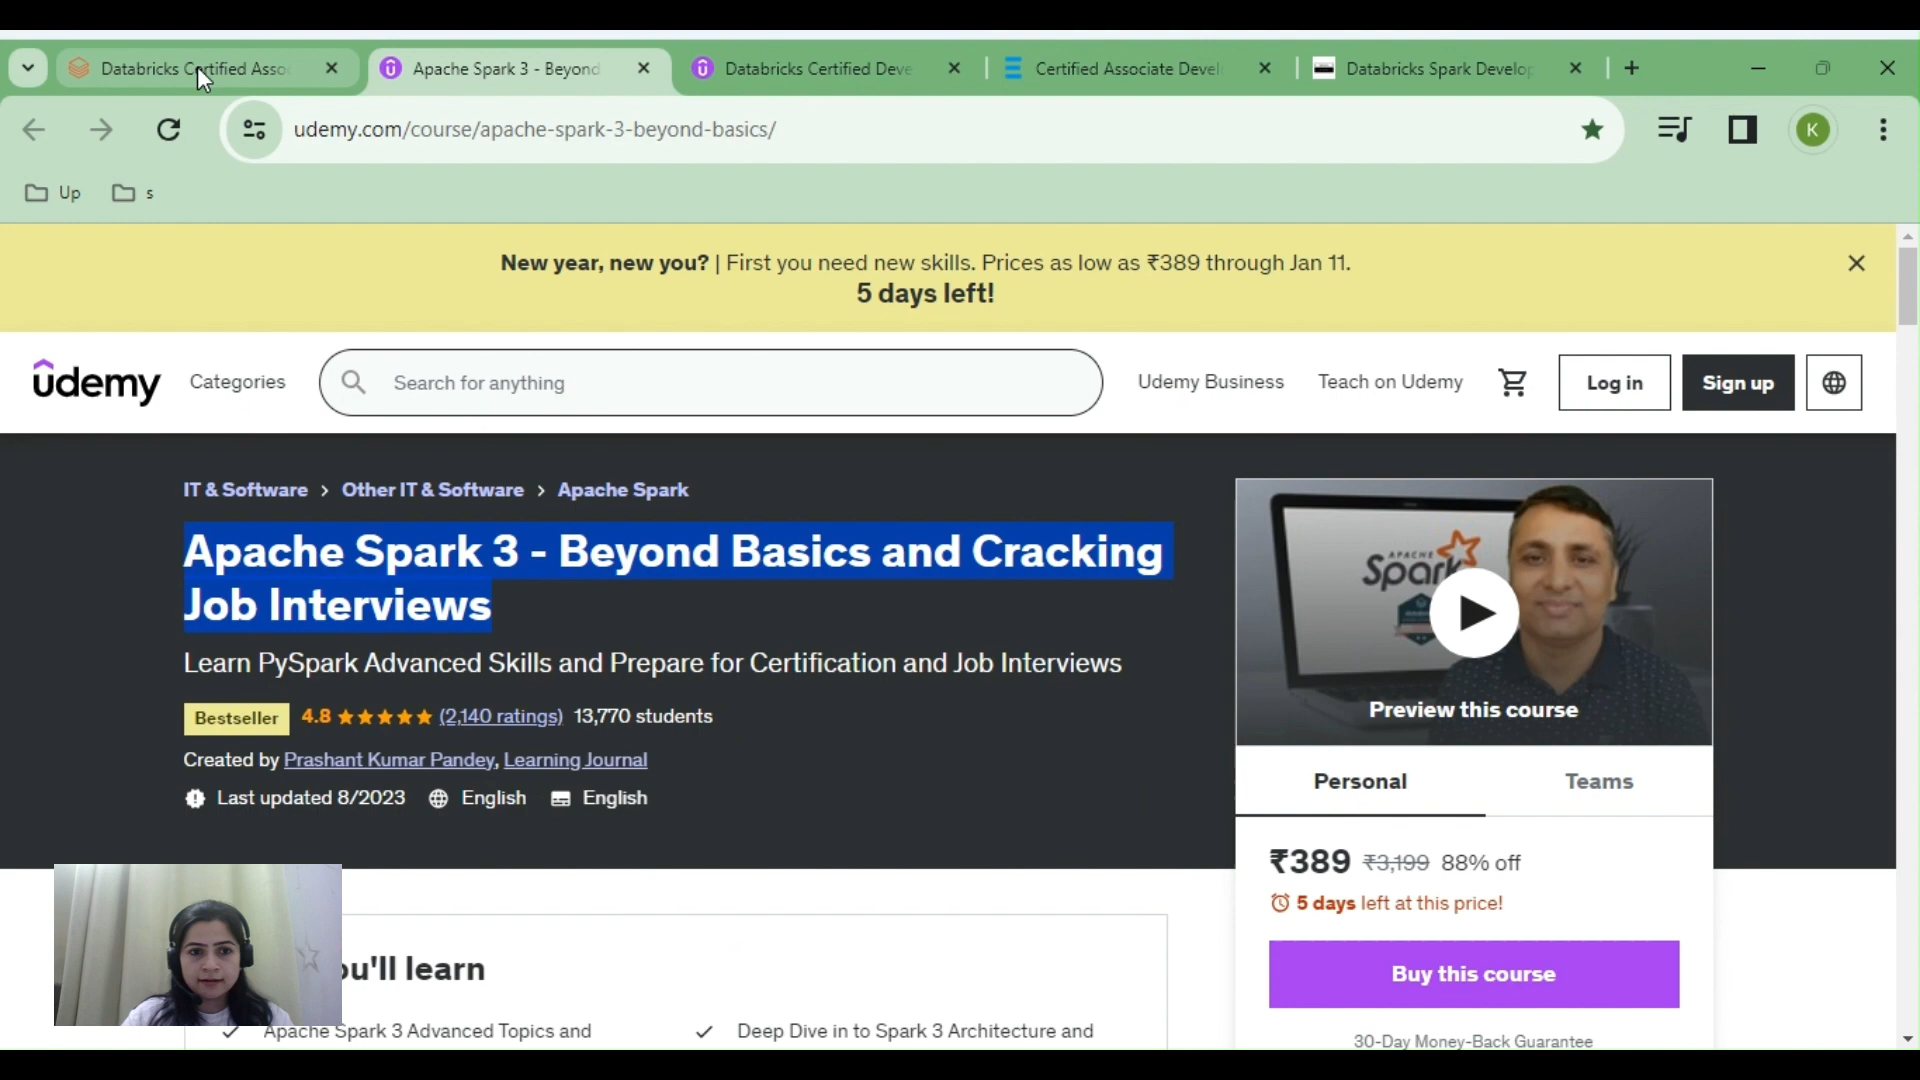 Databricks Certified Asso
Apache Spark 3 - Beyond
Databricks Certified Deve
Certified Associate Devel
Databricks Spark Develop
udemy.com/course/apache-spark-3-beyond-basics/
K
Up
s
New year, new you? | First you need new skills. Prices as low as ₹389 through Jan 11.
5 days left!
udemy
Categories
Search for anything
Udemy Business
Teach on Udemy
Log in
Sign up
IT & Software > Other IT & Software > Apache Spark
Apache Spark 3 - Beyond Basics and Cracking
Job Interviews
Learn PySpark Advanced Skills and Prepare for Certification and Job Interviews
Bestseller 4.8 (2,140 ratings) 13,770 students
Created by Prashant Kumar Pandey, Learning Journal
Last updated 8/2023 English English
APACHE
Spark
Preview this course
Personal
Teams
₹389 ₹3,199 88% off
5 days left at this price!
Buy this course
30-Day Money-Back Guarantee
ou'll learn
Apache Spark 3 Advanced Topics and
Deep Dive in to Spark 3 Architecture and